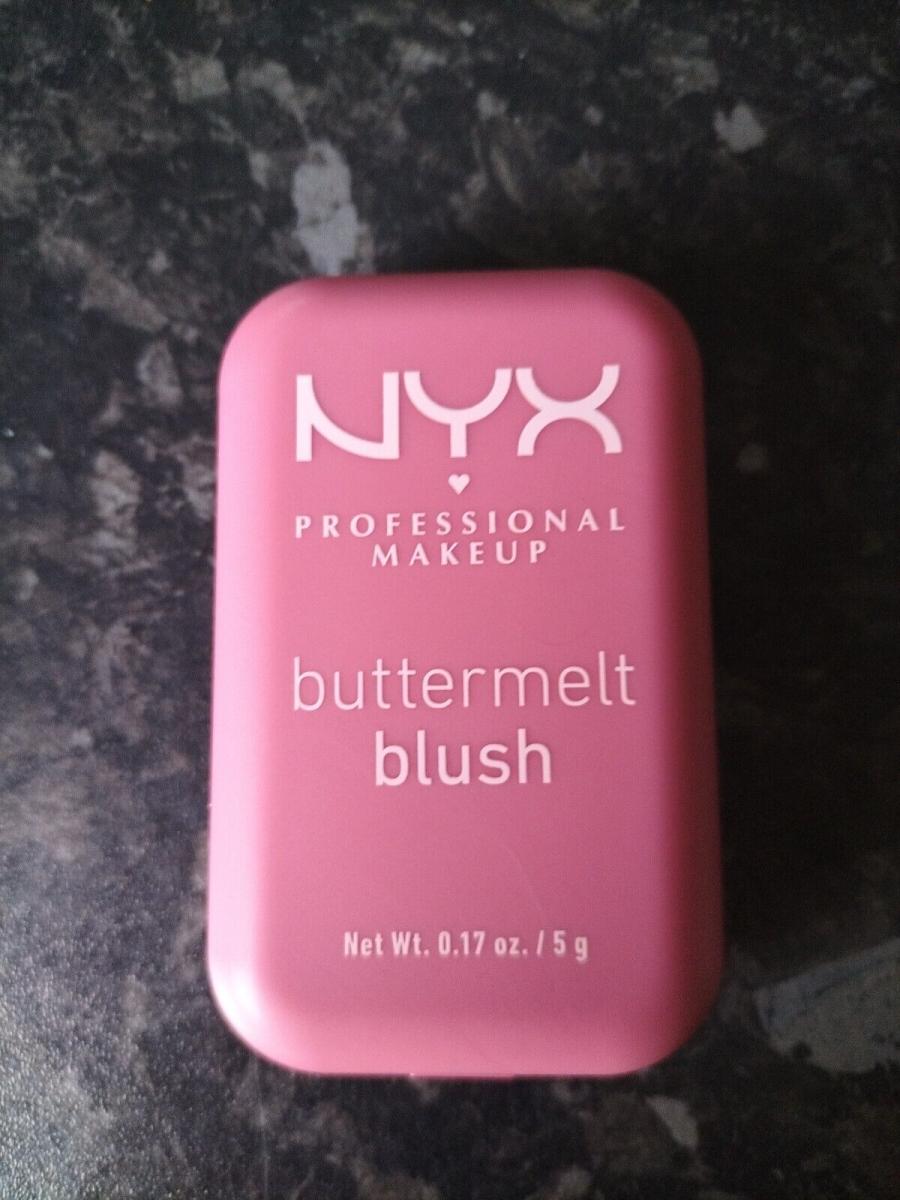 NYX
PROFESSIONAL
MAKEUP
buttermelt
blush
Net Wt. 0.17 oz. / 5 g